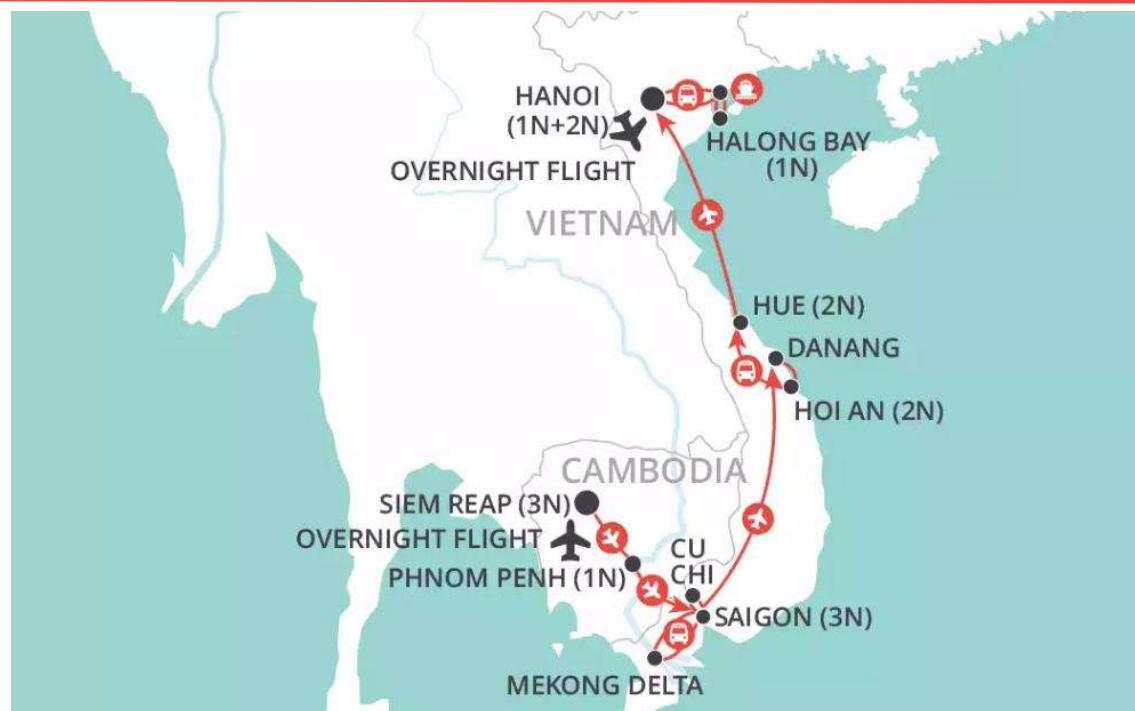 HANOI
(1N+2N)
OVERNIGHT FLIGHT
HALONG BAY
(1N)
VIETNAM
HUE (2N)
DANANG
HOI AN (2N)
CAMBODIA
SIEM REAP (3N)
OVERNIGHT FLIGHT
PHNOM PENH (1N)
CU
CHI
SAIGON (3N)
MEKONG DELTA